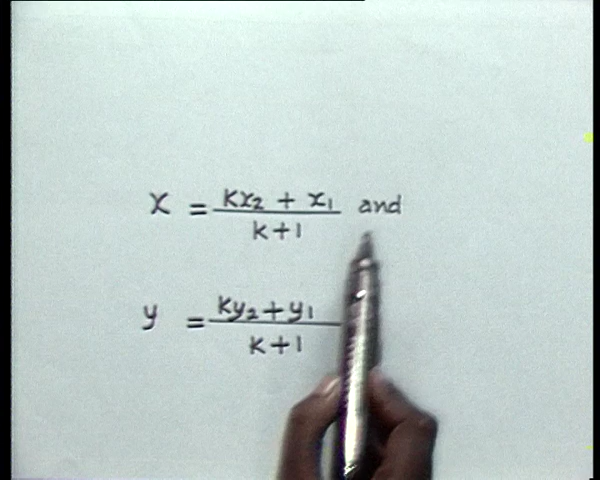 x = kx₂ + x₁ / k+1 and
y = ky₂+y₁ / k+1